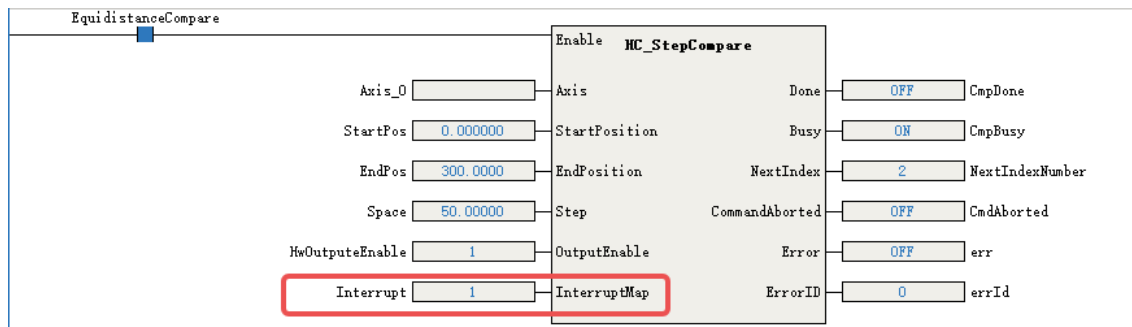 EquidistanceCompare
Enable HC_StepCompare
Axis_0 Axis Done OFF CmpDone
StartPos 0.000000 StartPosition Busy ON CmpBusy
EndPos 300.0000 EndPosition NextIndex 2 NextIndexNumber
Space 50.00000 Step CommandAborted OFF CmdAborted
HwOutputeEnable 1 OutputEnable Error OFF err
Interrupt 1 InterruptMap ErrorID 0 errId